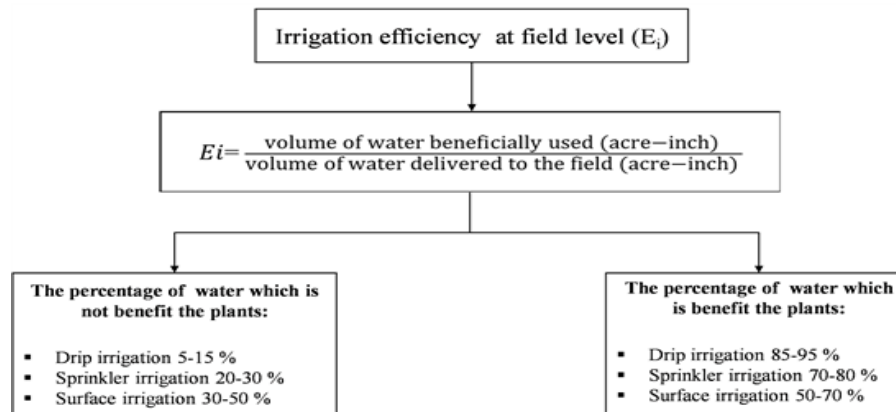 Irrigation efficiency at field level (Ei)
Ei= volume of water beneficially used (acre−inch)
volume of water delivered to the field (acre−inch)
The percentage of water which is
not benefit the plants:
▪ Drip irrigation 5-15 %
▪ Sprinkler irrigation 20-30 %
▪ Surface irrigation 30-50 %
The percentage of water which
is benefit the plants:
▪ Drip irrigation 85-95 %
▪ Sprinkler irrigation 70-80 %
▪ Surface irrigation 50-70 %